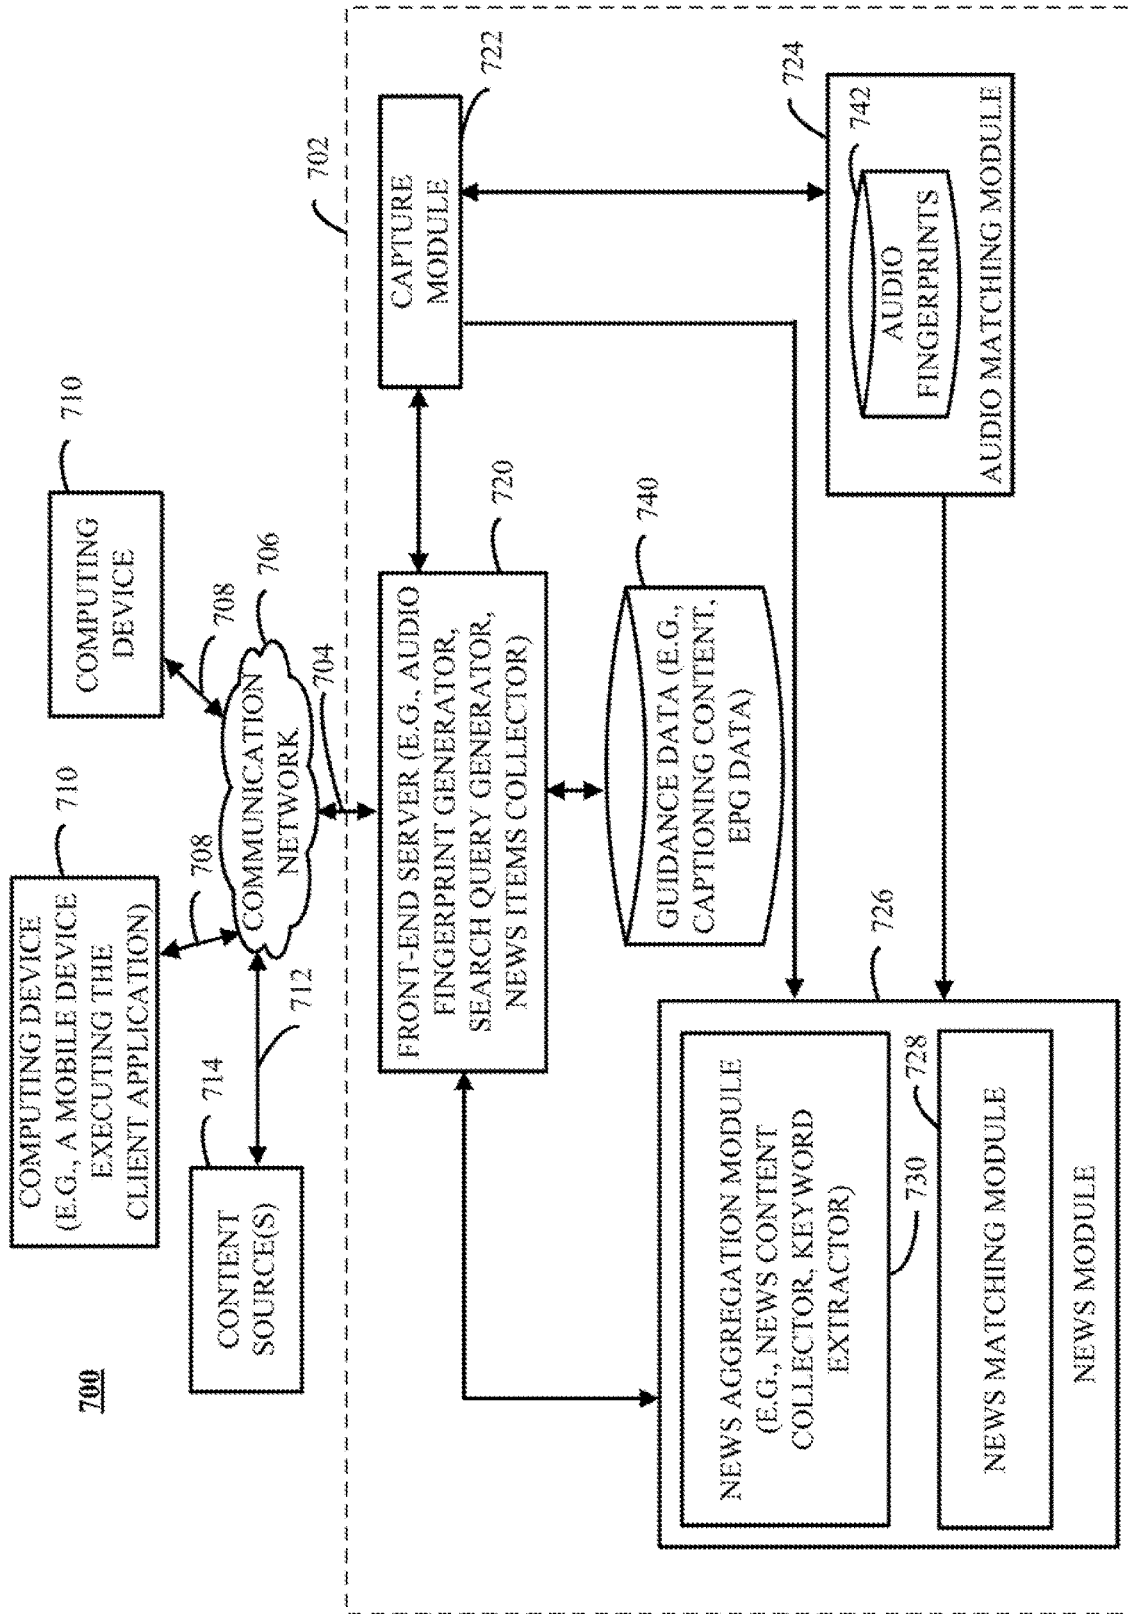 700
COMPUTING DEVICE
(E.G., A MOBILE DEVICE
EXECUTING THE
CLIENT APPLICATION)
710
COMPUTING
DEVICE
710
708
708
COMMUNICATION
NETWORK
706
704
712
CONTENT
SOURCE(S)
714
702
FRONT-END SERVER (E.G., AUDIO
FINGERPRINT GENERATOR,
SEARCH QUERY GENERATOR,
NEWS ITEMS COLLECTOR)
720
CAPTURE
MODULE
722
GUIDANCE DATA (E.G.,
CAPTIONING CONTENT,
EPG DATA)
740
NEWS AGGREGATION MODULE
(E.G., NEWS CONTENT
COLLECTOR, KEYWORD
EXTRACTOR)
730
728
726
NEWS MATCHING MODULE
NEWS MODULE
724
742
AUDIO
FINGERPRINTS
AUDIO MATCHING MODULE